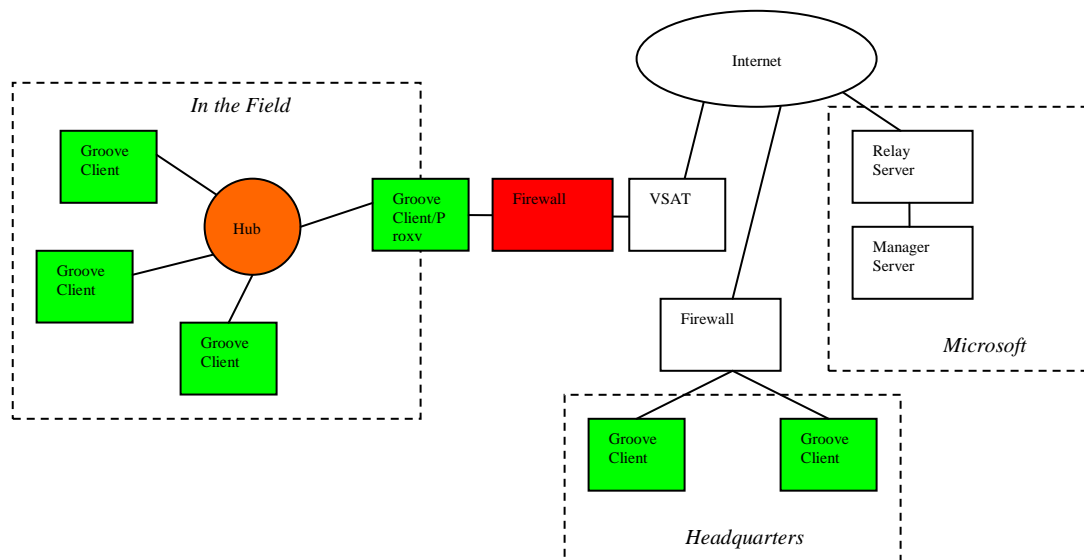 Internet
In the Field
Groove
Client
Relay
Server
Groove
Client/P
roxy
Firewall
VSAT
Hub
Manager
Server
Groove
Client
Firewall
Groove
Client
Microsoft
Groove
Client
Groove
Client
Headquarters